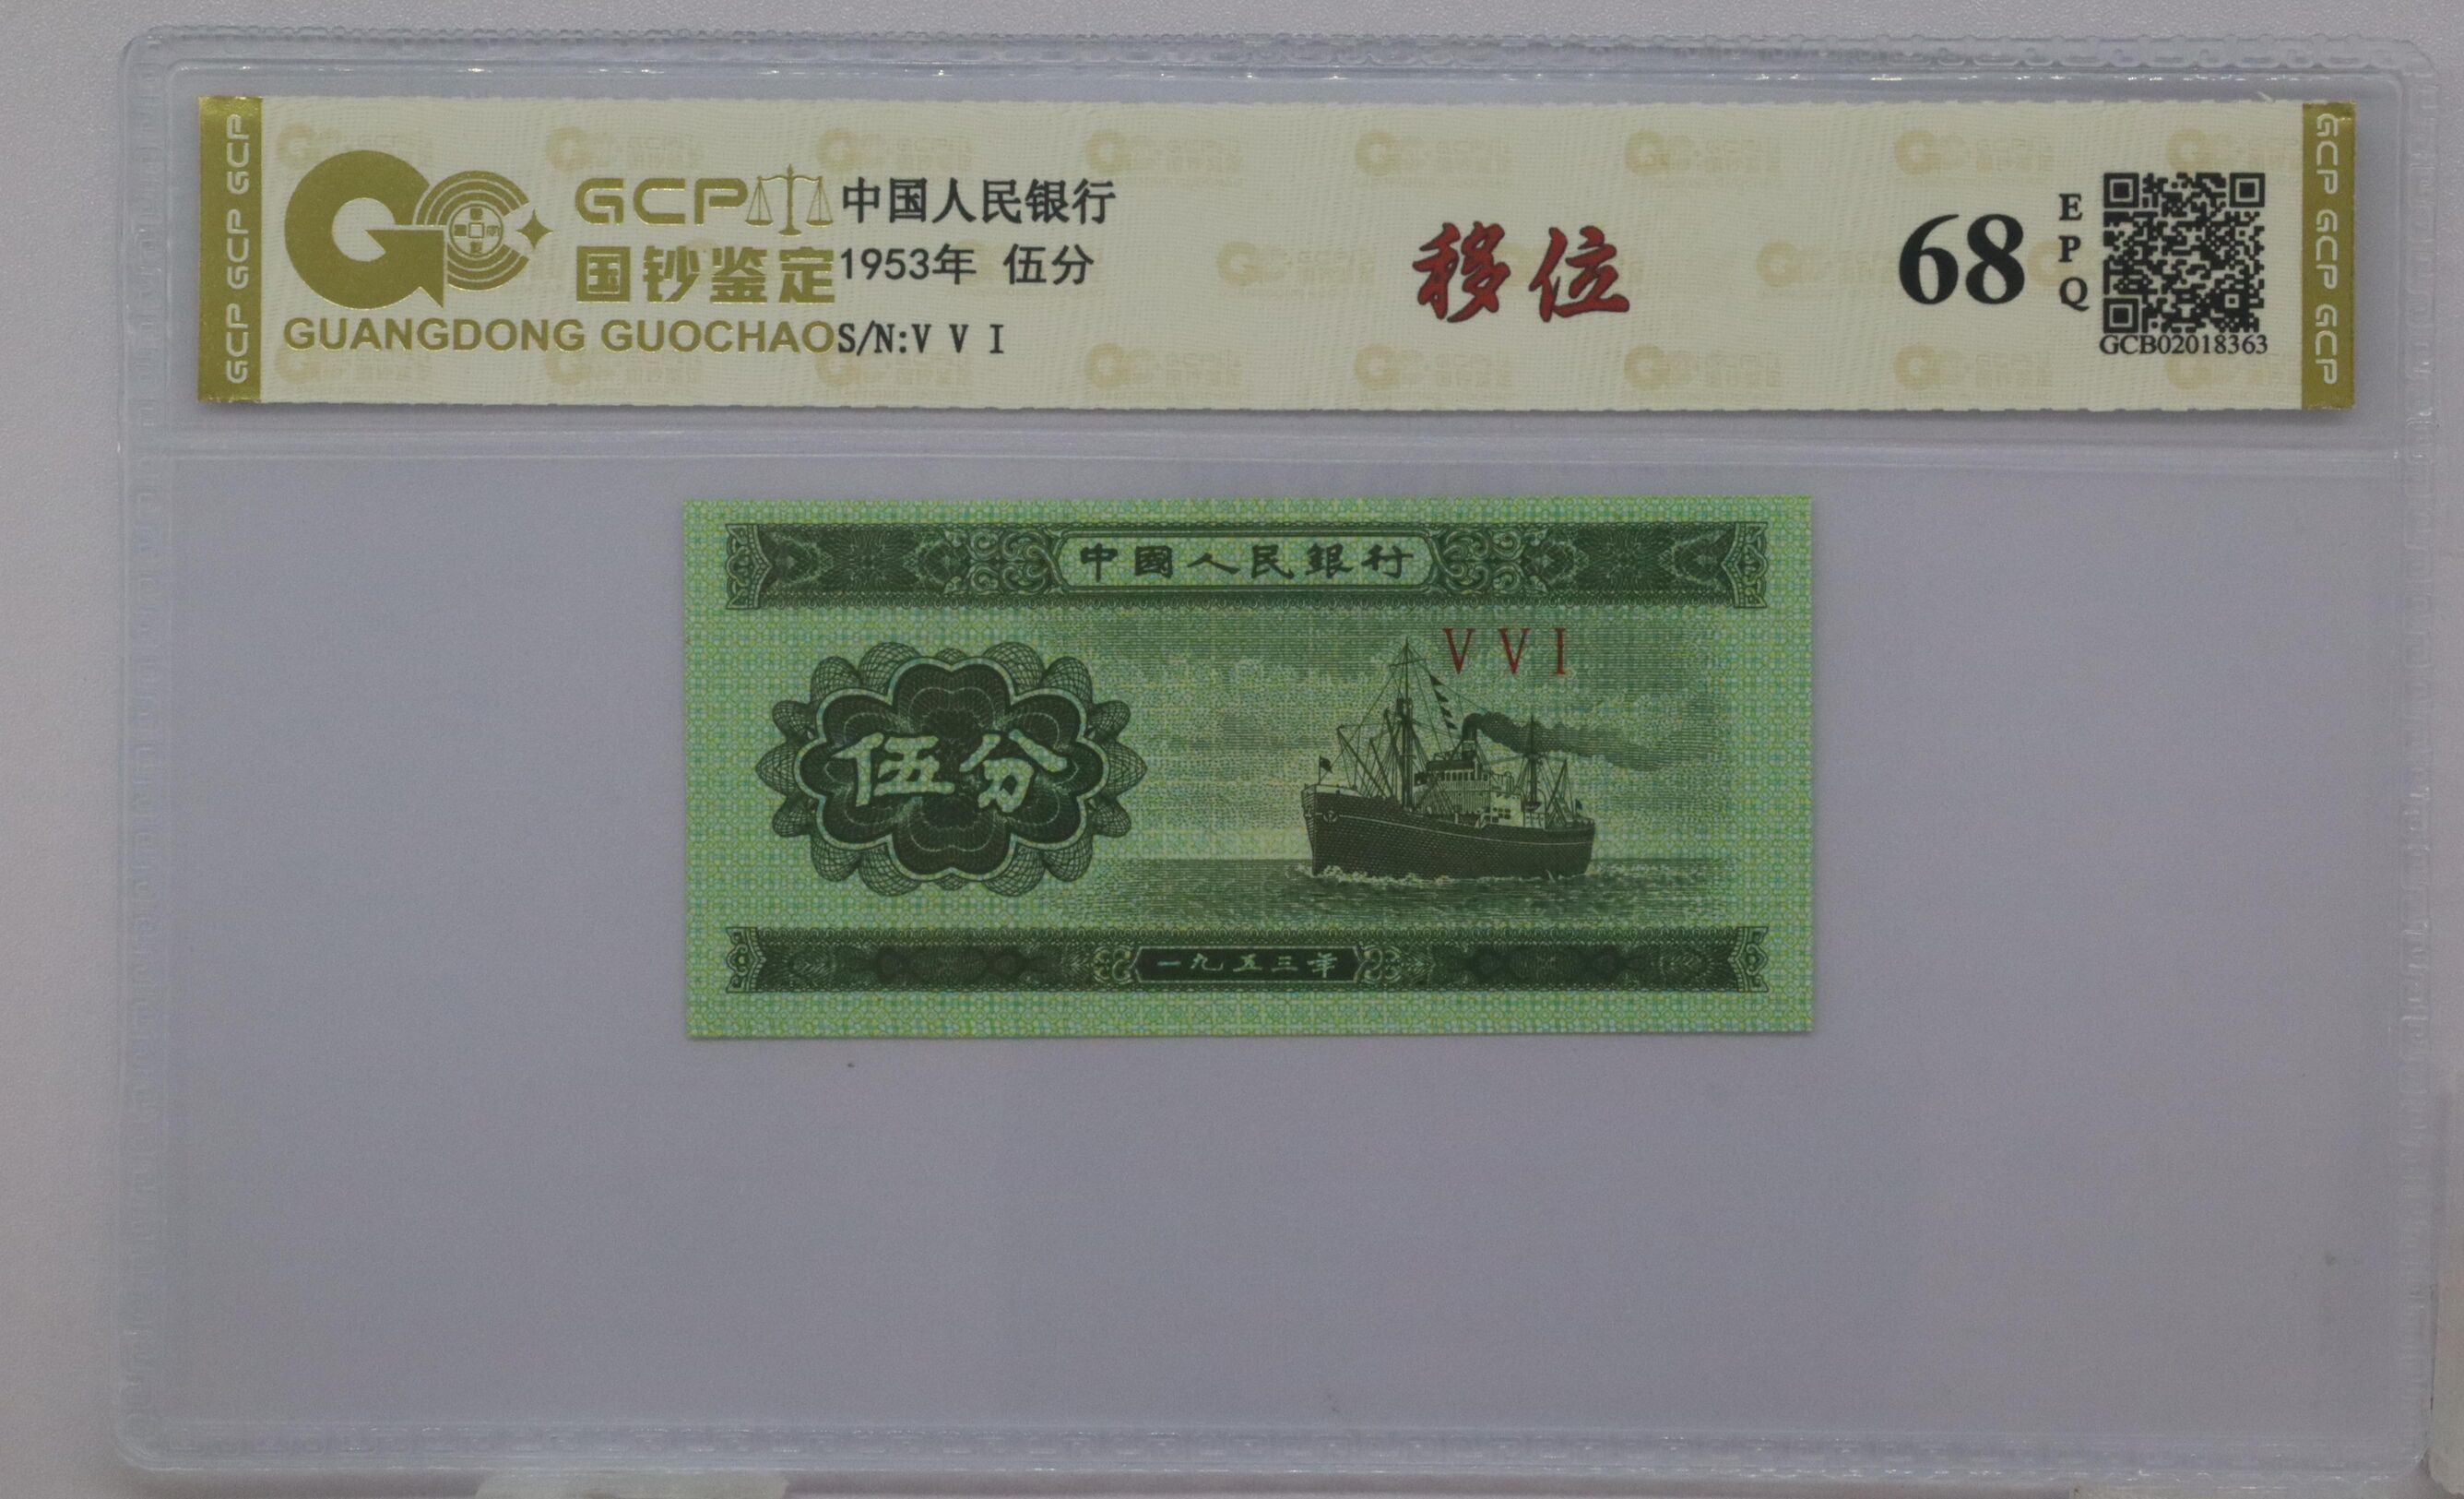 GCP GCP GCP
GCP
国钞鉴定
GUANGDONG GUOCHAO
中国人民银行
1953年 伍分
S/N:V V I
移位
68
EPQ
GCB02018363
GCP GCP GCP
中國人民銀行
V V I
伍分
一九五三年